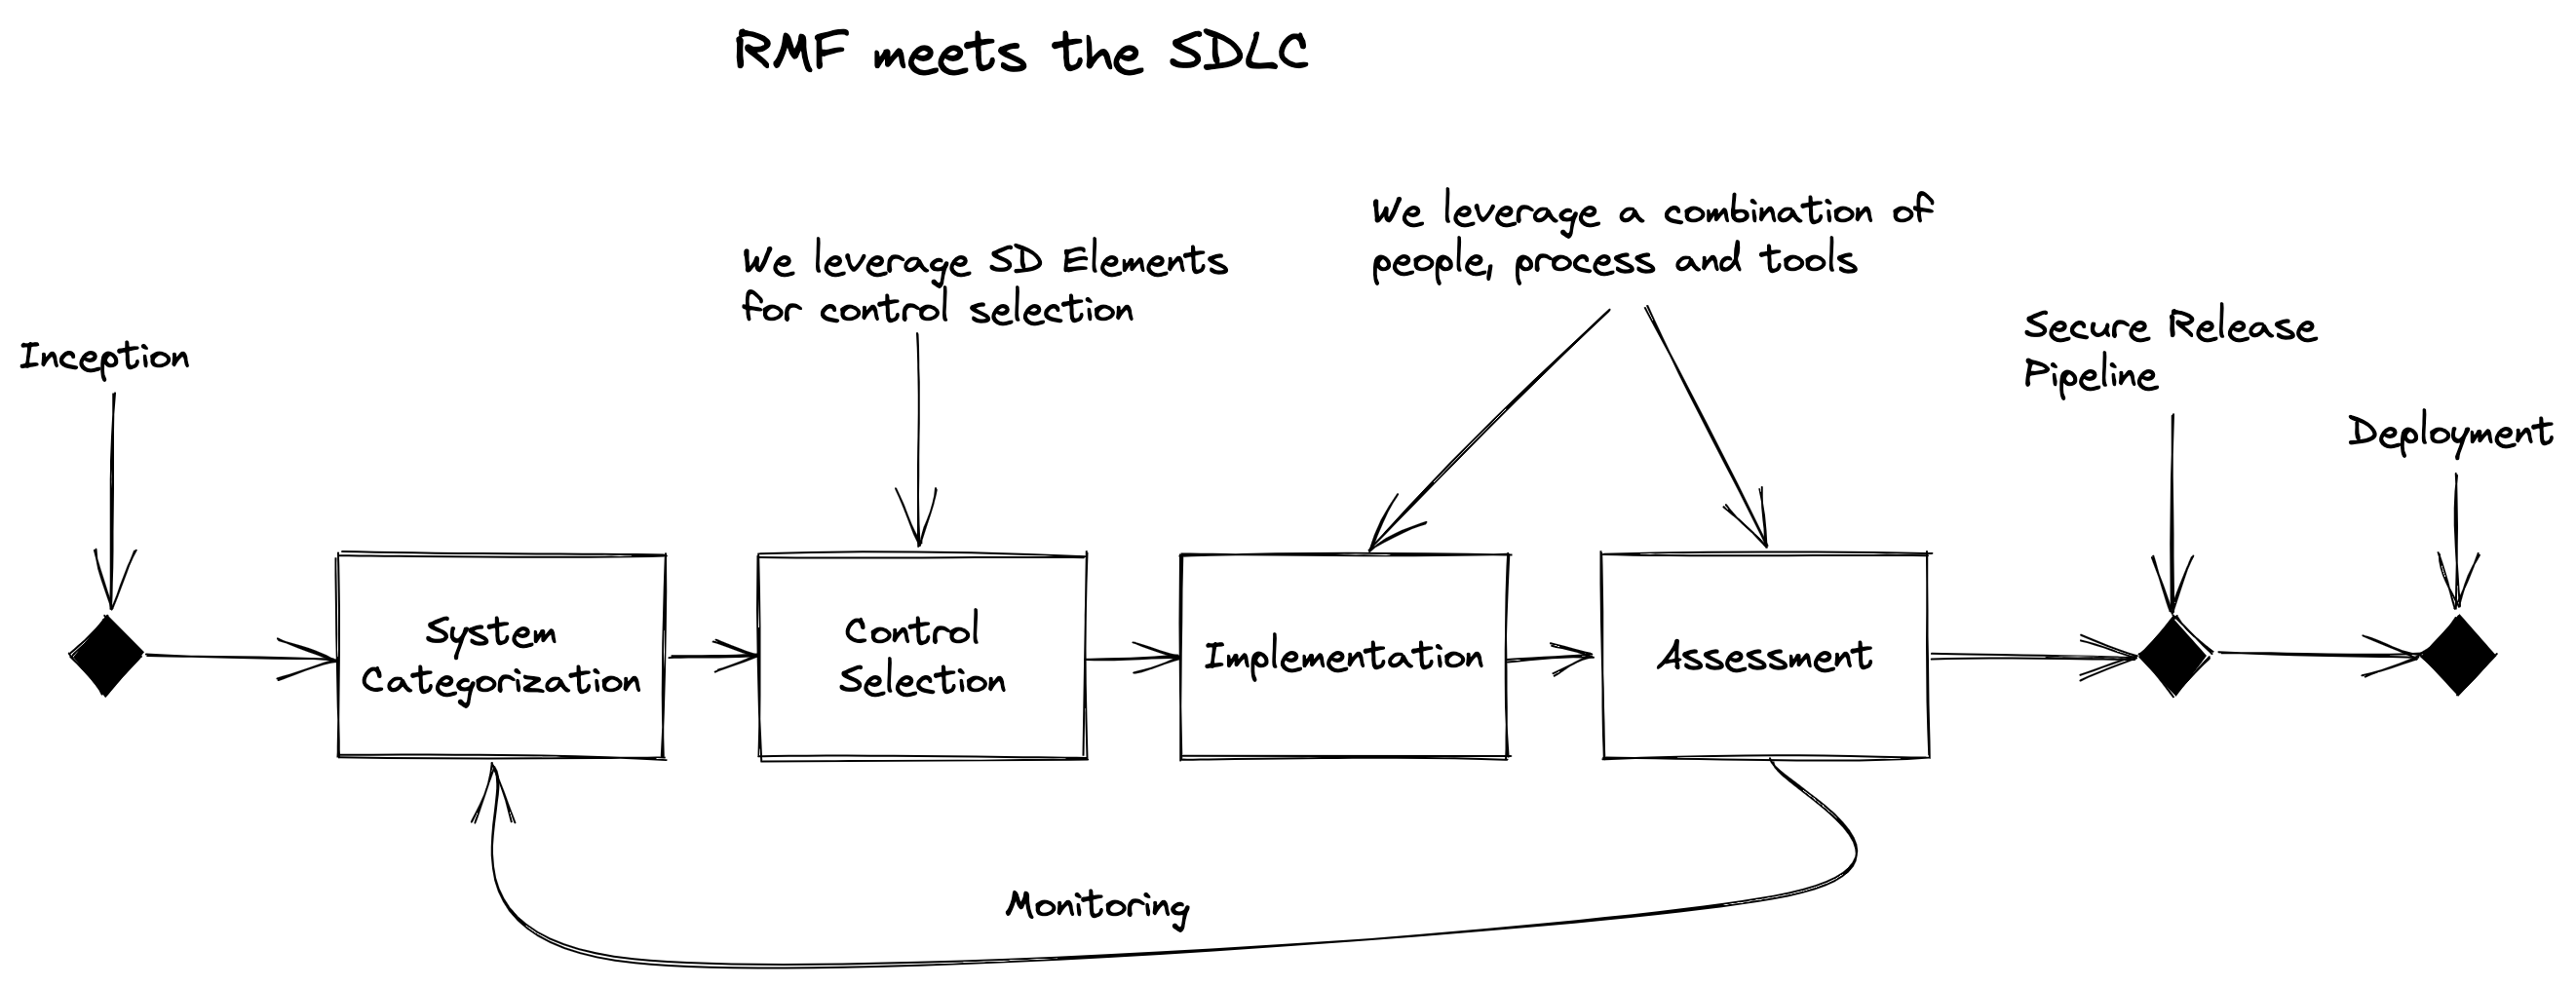 RMF meets the SDLC
We leverage a combination of
people, process and tools
We leverage SD Elements
for control selection
Secure Release
Pipeline
Inception
Deployment
System
Categorization
Control
Selection
Implementation
Assessment
Monitoring